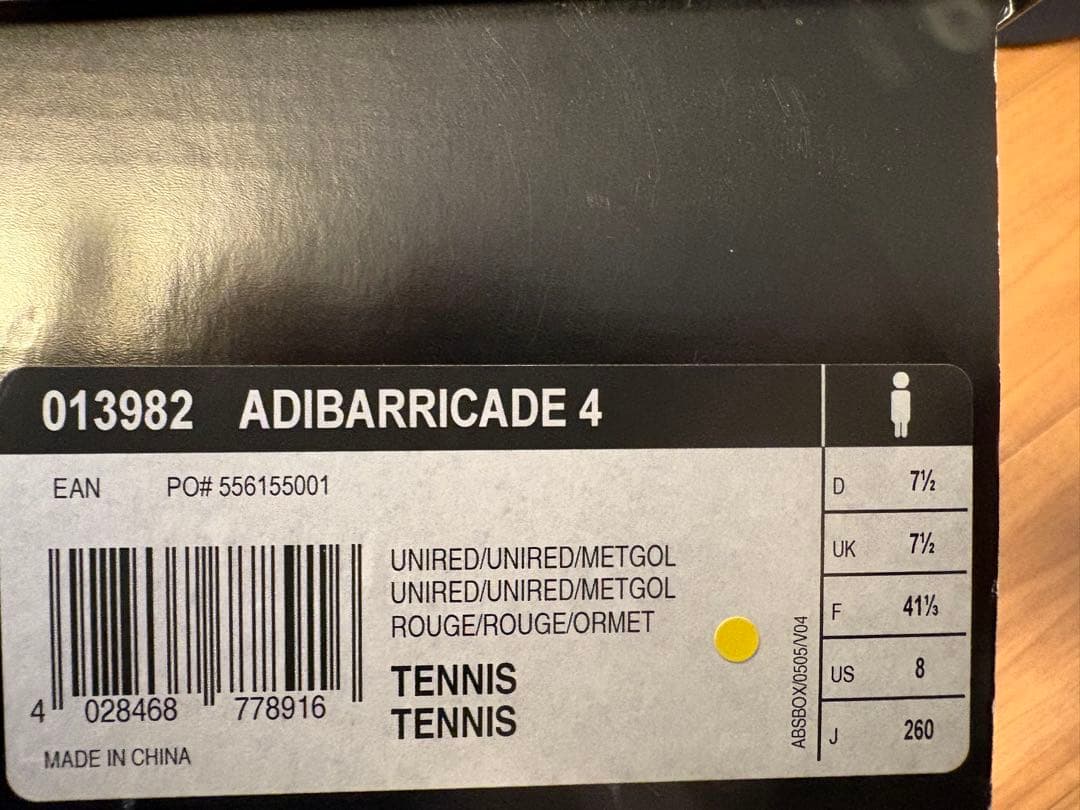 013982 ADIBARRICADE 4
EAN PO# 556155001
UNIRED/UNIRED/METGOL
UNIRED/UNIRED/METGOL
ROUGE/ROUGE/ORMET
TENNIS
TENNIS
4 028468 778916
MADE IN CHINA
ABSBOX/0505/V04
D 7½
UK 7½
F 41⅓
US 8
J 260